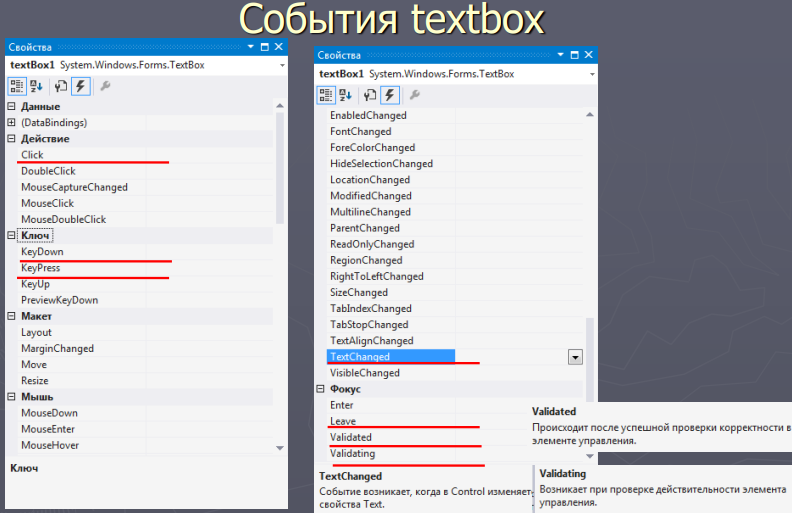 События textbox
Свойства
textBox1 System.Windows.Forms.TextBox
Данные
(DataBindings)
Действие
Click
DoubleClick
MouseCaptureChanged
MouseClick
MouseDoubleClick
Ключ
KeyDown
KeyPress
KeyUp
PreviewKeyDown
Макет
Layout
MarginChanged
Move
Resize
Мышь
MouseDown
MouseEnter
MouseHover
Ключ
Свойства
textBox1 System.Windows.Forms.TextBox
EnabledChanged
FontChanged
ForeColorChanged
HideSelectionChanged
LocationChanged
ModifiedChanged
MultilineChanged
ParentChanged
ReadOnlyChanged
RegionChanged
RightToLeftChanged
SizeChanged
TabIndexChanged
TabStopChanged
TextAlignChanged
TextChanged
VisibleChanged
Фокус
Enter
Leave
Validated
Validating
TextChanged
Событие возникает, когда в Control изменяет
свойства Text.
Validated
Происходит после успешной проверки корректности в
элементе управления.
Validating
Возникает при проверке действительности элемента
управления.